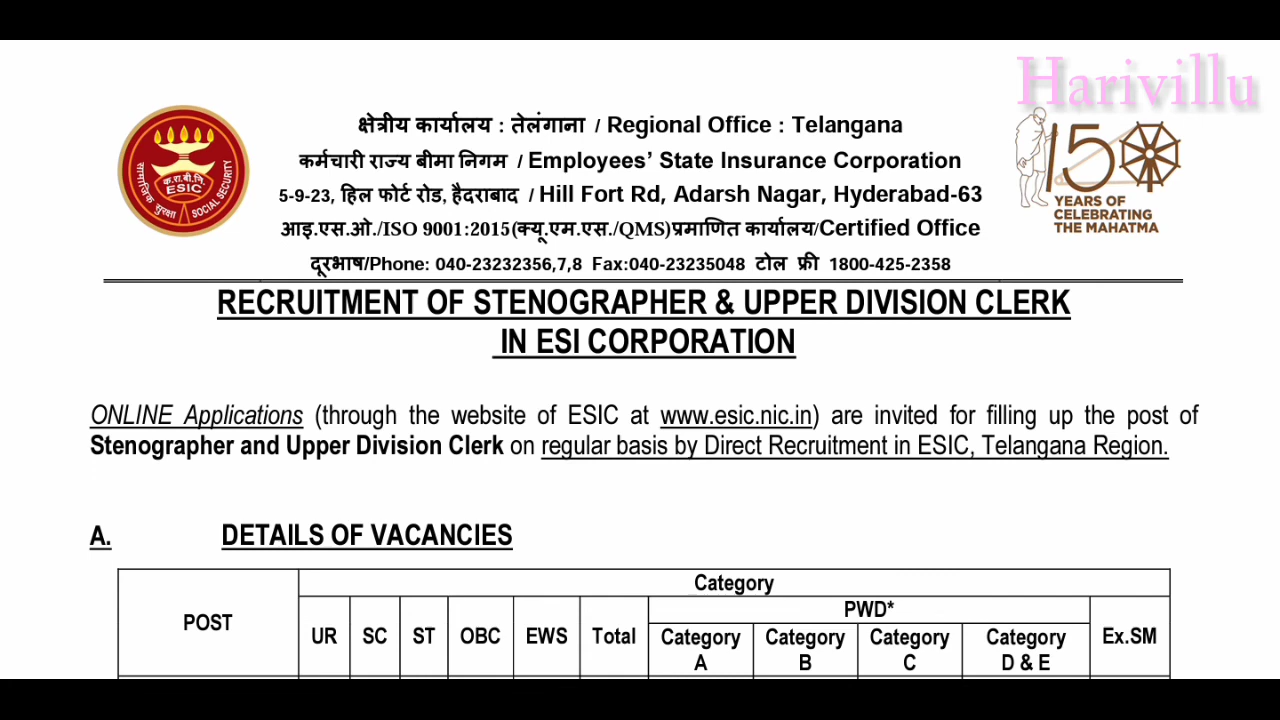 Harivillu
क्षेत्रीय कार्यालय : तेलंगाना / Regional Office : Telangana
कर्मचारी राज्य बीमा निगम / Employees’ State Insurance Corporation
5-9-23, हिल फोर्ट रोड, हैदराबाद / Hill Fort Rd, Adarsh Nagar, Hyderabad-63
आइ.एस.ओ./ISO 9001:2015(क्यू.एम.एस./QMS)प्रमाणित कार्यालय/Certified Office
दूरभाष/Phone: 040-23232356,7,8 Fax:040-23235048 टोल फ्री 1800-425-2358
क.रा.बी.नि.
ESIC
सामाजिक सुरक्षा
SOCIAL SECURITY
150
YEARS OF
CELEBRATING
THE MAHATMA
RECRUITMENT OF STENOGRAPHER & UPPER DIVISION CLERK
IN ESI CORPORATION
ONLINE Applications (through the website of ESIC at www.esic.nic.in) are invited for filling up the post of
Stenographer and Upper Division Clerk on regular basis by Direct Recruitment in ESIC, Telangana Region.
A. DETAILS OF VACANCIES
POST
Category
UR SC ST OBC EWS Total
PWD*
Category A
Category B
Category C
Category D & E
Ex.SM